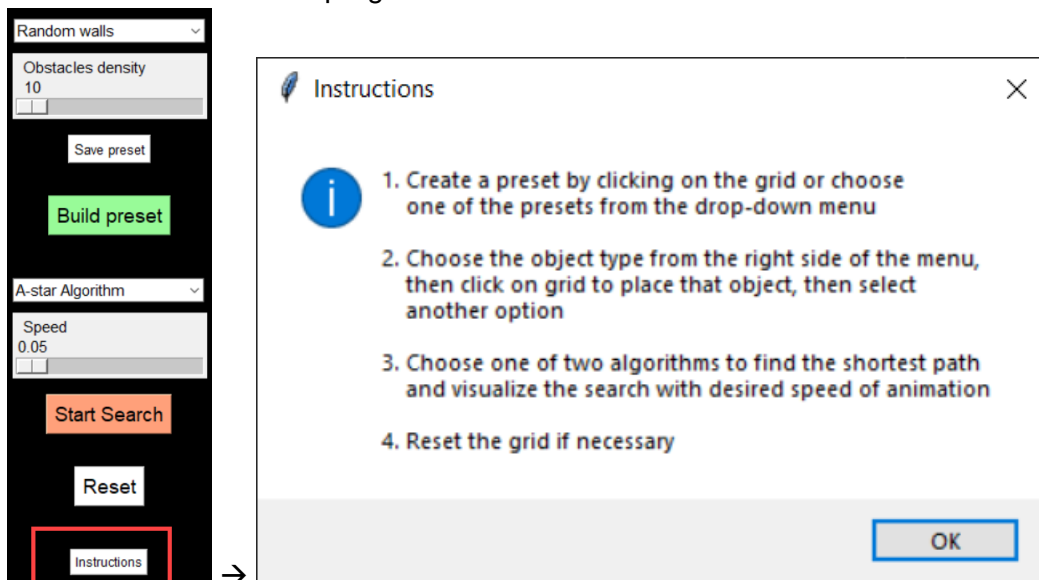 Random walls
Obstacles density
10
Save preset
Build preset
A-star Algorithm
Speed
0.05
Start Search
Reset
Instructions
→
Instructions
1. Create a preset by clicking on the grid or choose
one of the presets from the drop-down menu
2. Choose the object type from the right side of the menu,
then click on grid to place that object, then select
another option
3. Choose one of two algorithms to find the shortest path
and visualize the search with desired speed of animation
4. Reset the grid if necessary
OK